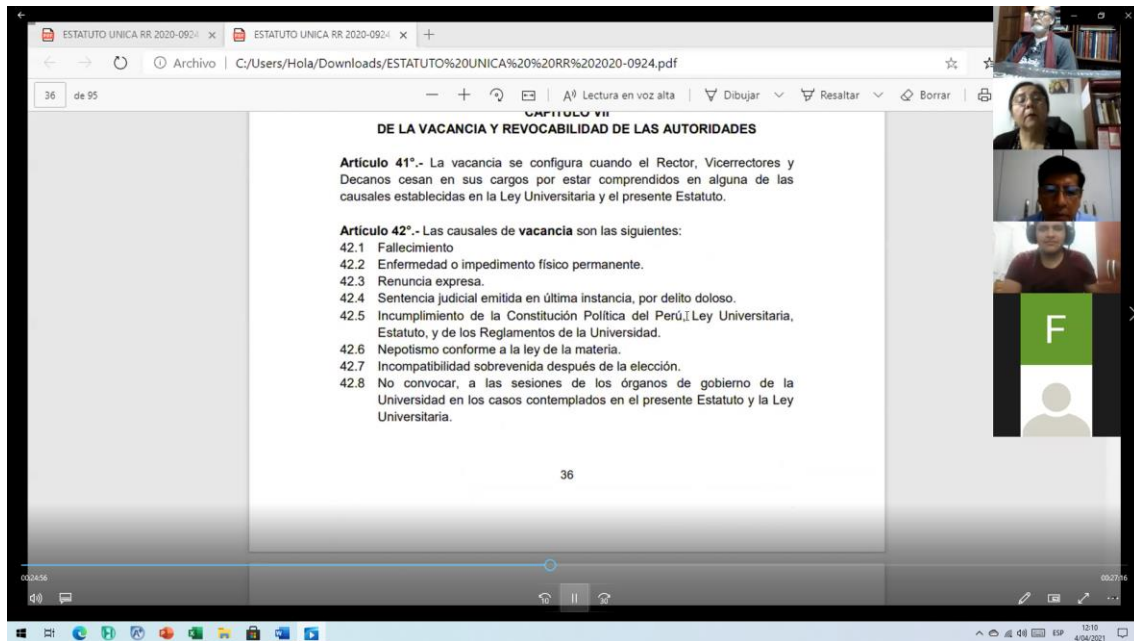 ESTATUTO UNICA RR 2020-0924
ESTATUTO UNICA RR 2020-0924
Archivo
C:/Users/Hola/Downloads/ESTATUTO%20UNICA%20%20RR%202020-0924.pdf
36 de 95
Lectura en voz alta
Dibujar
Resaltar
Borrar
CAPITULO VII
DE LA VACANCIA Y REVOCABILIDAD DE LAS AUTORIDADES
Artículo 41°.- La vacancia se configura cuando el Rector, Vicerrectores y
Decanos cesan en sus cargos por estar comprendidos en alguna de las
causales establecidas en la Ley Universitaria y el presente Estatuto.
Artículo 42°.- Las causales de vacancia son las siguientes:
42.1 Fallecimiento
42.2 Enfermedad o impedimento físico permanente.
42.3 Renuncia expresa.
42.4 Sentencia judicial emitida en última instancia, por delito doloso.
42.5 Incumplimiento de la Constitución Política del Perú, Ley Universitaria,
Estatuto, y de los Reglamentos de la Universidad.
42.6 Nepotismo conforme a la ley de la materia.
42.7 Incompatibilidad sobrevenida después de la elección.
42.8 No convocar, a las sesiones de los órganos de gobierno de la
Universidad en los casos contemplados en el presente Estatuto y la Ley
Universitaria.
36
F
00:24:56
00:27:16
10
30
ESP
12:10
4/04/2021